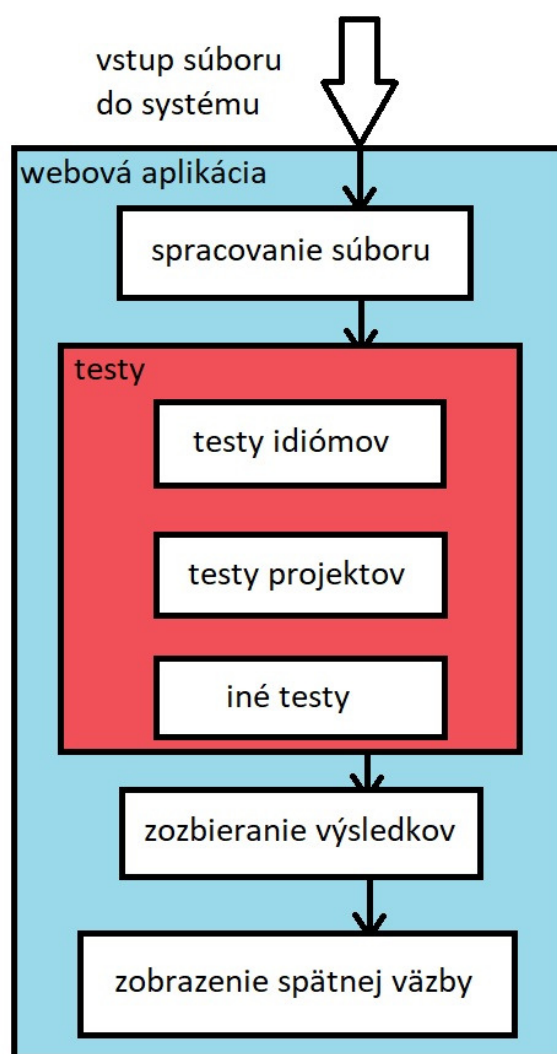 vstup súboru
do systému
webová aplikácia
spracovanie súboru
testy
testy idiómov
testy projektov
iné testy
zozbieranie výsledkov
zobrazenie spätnej väzby